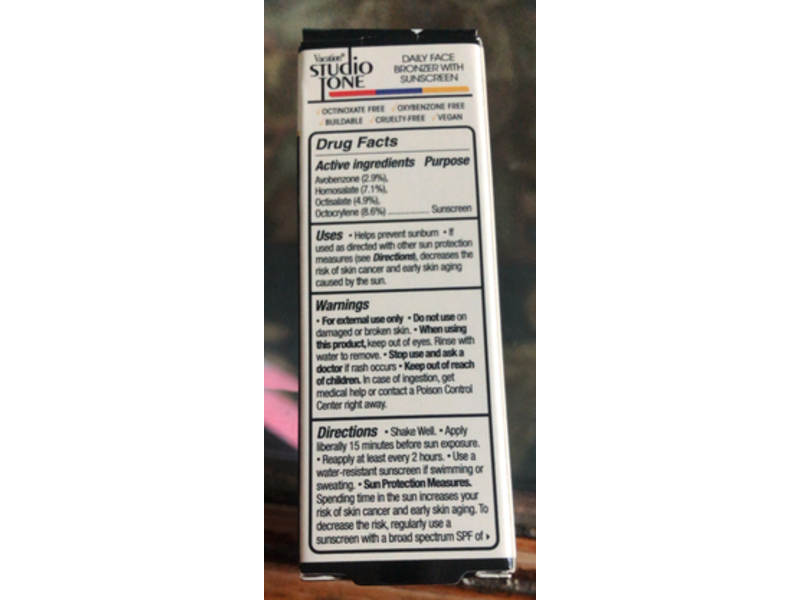 Vacation®
STUDIO
TONE
DAILY FACE
BRONZER WITH
SUNSCREEN
✓ OCTINOXATE FREE ✓ OXYBENZONE FREE
✓ BUILDABLE ✓ CRUELTY-FREE ✓ VEGAN
Drug Facts
Active ingredients Purpose
Avobenzone (2.9%),
Homosalate (7.1%),
Octisalate (4.9%),
Octocrylene (8.6%) ................ Sunscreen
Uses • Helps prevent sunburn • If
used as directed with other sun protection
measures (see Directions), decreases the
risk of skin cancer and early skin aging
caused by the sun.
Warnings
• For external use only • Do not use on
damaged or broken skin. • When using
this product, keep out of eyes. Rinse with
water to remove. • Stop use and ask a
doctor if rash occurs • Keep out of reach
of children. In case of ingestion, get
medical help or contact a Poison Control
Center right away.
Directions • Shake Well. • Apply
liberally 15 minutes before sun exposure.
• Reapply at least every 2 hours. • Use a
water-resistant sunscreen if swimming or
sweating. • Sun Protection Measures.
Spending time in the sun increases your
risk of skin cancer and early skin aging. To
decrease the risk, regularly use a
sunscreen with a broad spectrum SPF of ▸